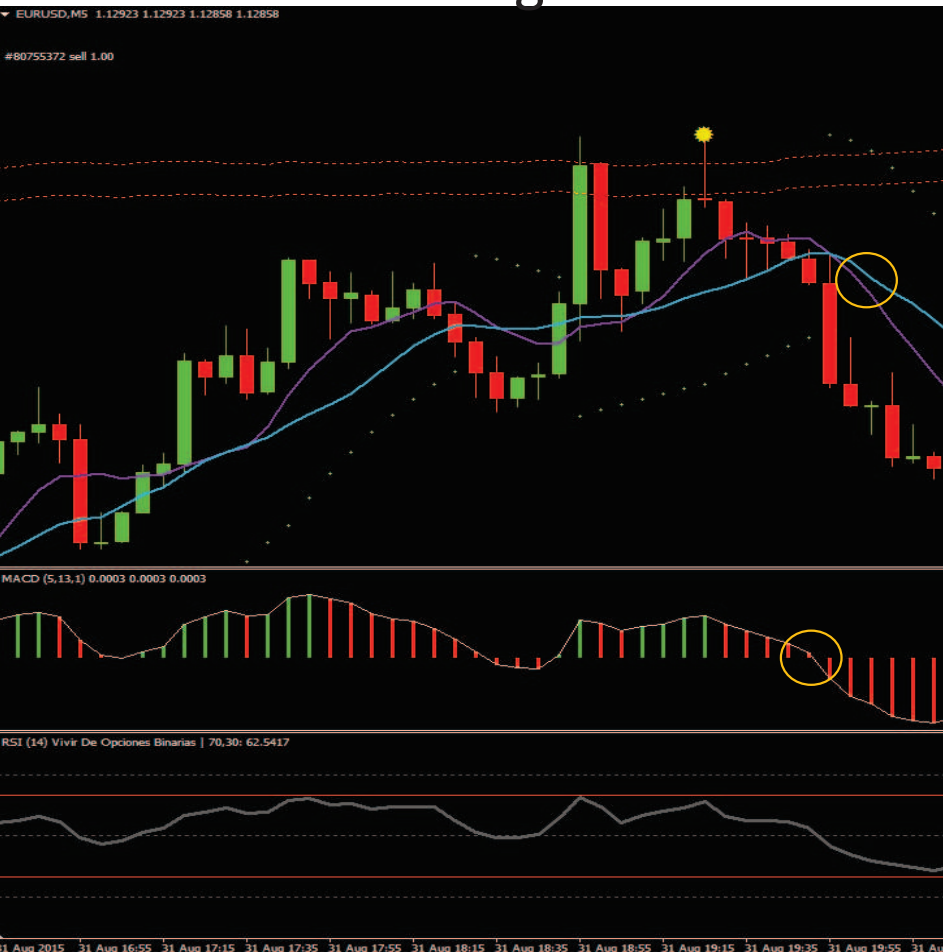 EURUSD,M5 1.12923 1.12923 1.12858 1.12858
#80755372 sell 1.00
MACD (5,13,1) 0.0003 0.0003 0.0003
RSI (14) Vivir De Opciones Binarias | 70,30: 62.5417
31 Aug 2015 31 Aug 16:55 31 Aug 17:15 31 Aug 17:35 31 Aug 17:55 31 Aug 18:15 31 Aug 18:35 31 Aug 18:55 31 Aug 19:15 31 Aug 19:35 31 Aug 19:55 31 Au